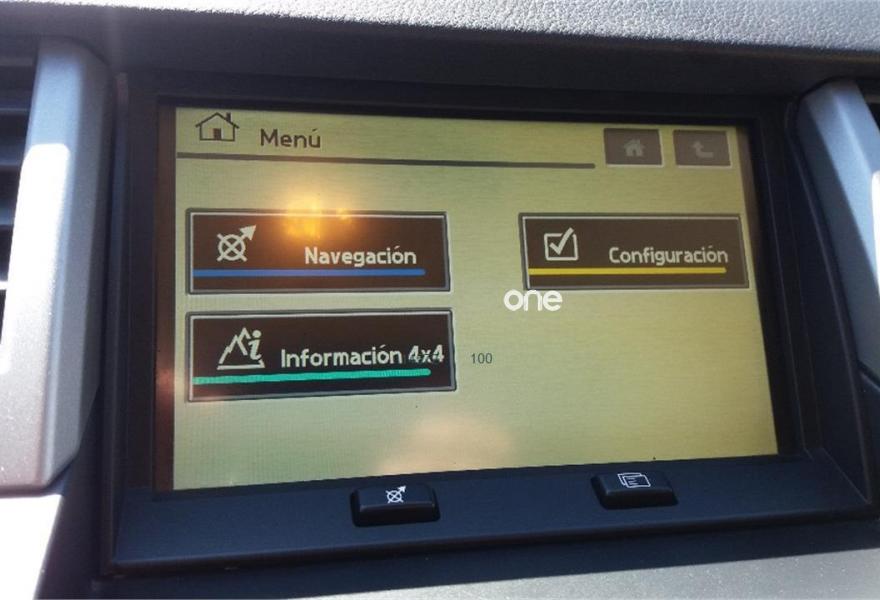 Menú
Navegación
Configuración
one
Información 4x4
100